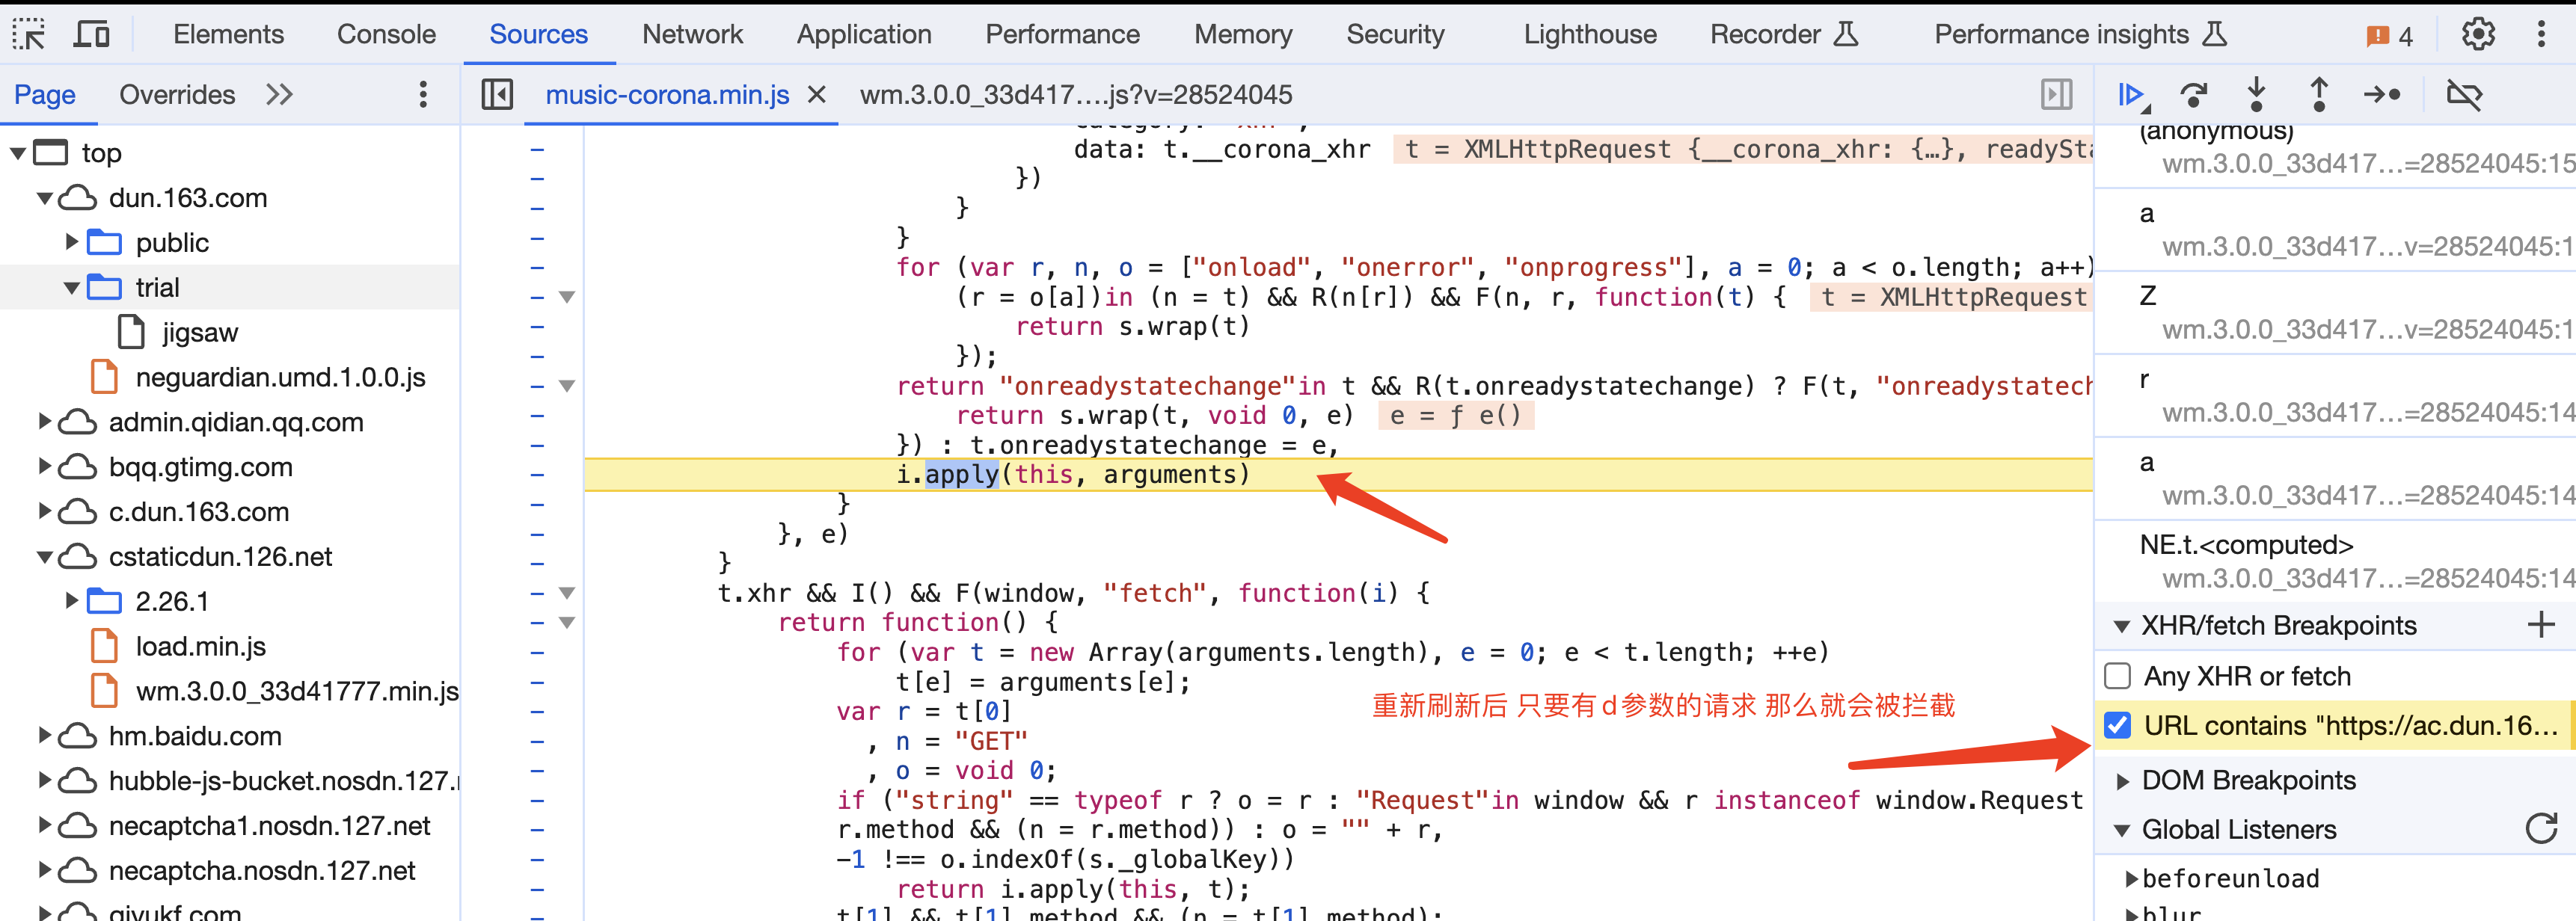 Elements Console Sources Network Application Performance Memory Security Lighthouse Recorder Performance insights 4
Page Overrides
music-corona.min.js × wm.3.0.0_33d417….js?v=28524045
top
dun.163.com
public
trial
jigsaw
neguardian.umd.1.0.0.js
admin.qidian.qq.com
bqq.gtimg.com
c.dun.163.com
cstaticdun.126.net
2.26.1
load.min.js
wm.3.0.0_33d41777.min.js
hm.baidu.com
hubble-js-bucket.nosdn.127.
necaptcha1.nosdn.127.net
necaptcha.nosdn.127.net
qiyukf.com
category: "xhr",
data: t.__corona_xhr t = XMLHttpRequest {__corona_xhr: {…}, readySta
})
}
}
for (var r, n, o = ["onload", "onerror", "onprogress"], a = 0; a < o.length; a++)
(r = o[a])in (n = t) && R(n[r]) && F(n, r, function(t) { t = XMLHttpRequest
return s.wrap(t)
});
return "onreadystatechange"in t && R(t.onreadystatechange) ? F(t, "onreadystatech
return s.wrap(t, void 0, e) e = ƒ e()
}) : t.onreadystatechange = e,
i.apply(this, arguments)
}
}, e)
}
t.xhr && I() && F(window, "fetch", function(i) {
return function() {
for (var t = new Array(arguments.length), e = 0; e < t.length; ++e)
t[e] = arguments[e];
var r = t[0]
, n = "GET"
, o = void 0;
if ("string" == typeof r ? o = r : "Request"in window && r instanceof window.Request
r.method && (n = r.method)) : o = "" + r,
-1 !== o.indexOf(s._globalKey))
return i.apply(this, t);
t[1] && t[1].method && (n = t[1].method);
重新刷新后 只要有d参数的请求 那么就会被拦截
(anonymous)
wm.3.0.0_33d417…=28524045:15
a
wm.3.0.0_33d417…v=28524045:1
Z
wm.3.0.0_33d417…v=28524045:1
r
wm.3.0.0_33d417…=28524045:14
a
wm.3.0.0_33d417…=28524045:14
NE.t.<computed>
wm.3.0.0_33d417…=28524045:14
XHR/fetch Breakpoints
Any XHR or fetch
URL contains "https://ac.dun.16…
DOM Breakpoints
Global Listeners
beforeunload
blur